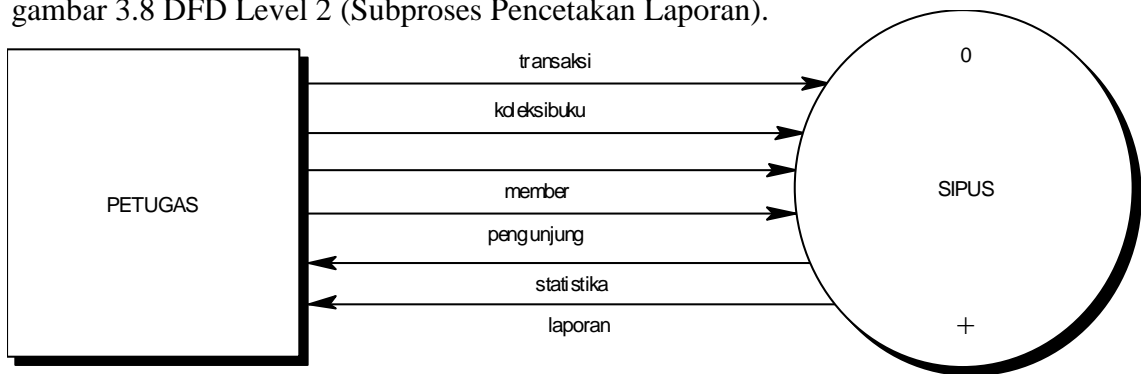 gambar 3.8 DFD Level 2 (Subproses Pencetakan Laporan).
transaksi
0
koleksibuku
member
PETUGAS
SIPUS
pengunjung
statistika
laporan
+